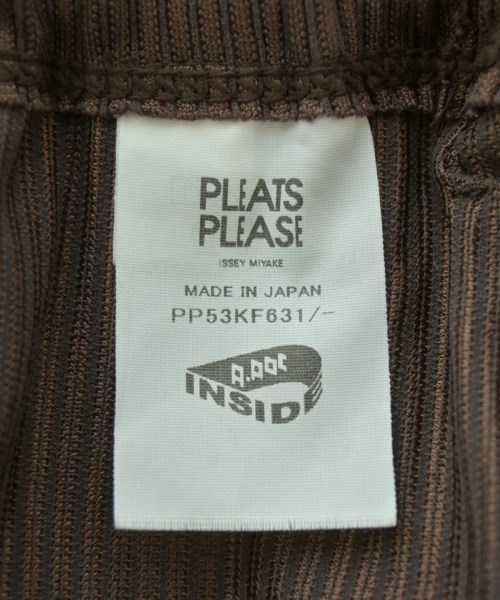 PLEATS
PLEASE
ISSEY MIYAKE
MADE IN JAPAN
PP53KF631/-
A.POC
INSIDE